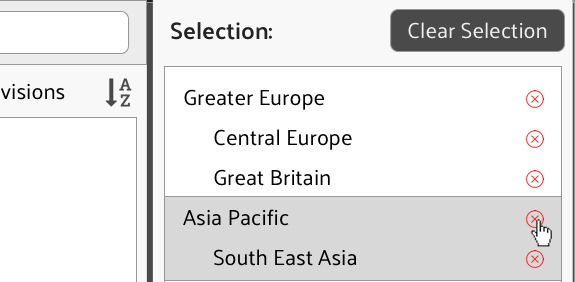 Selection:
Clear Selection
visions
A
Z
Greater Europe
Central Europe
Great Britain
Asia Pacific
South East Asia